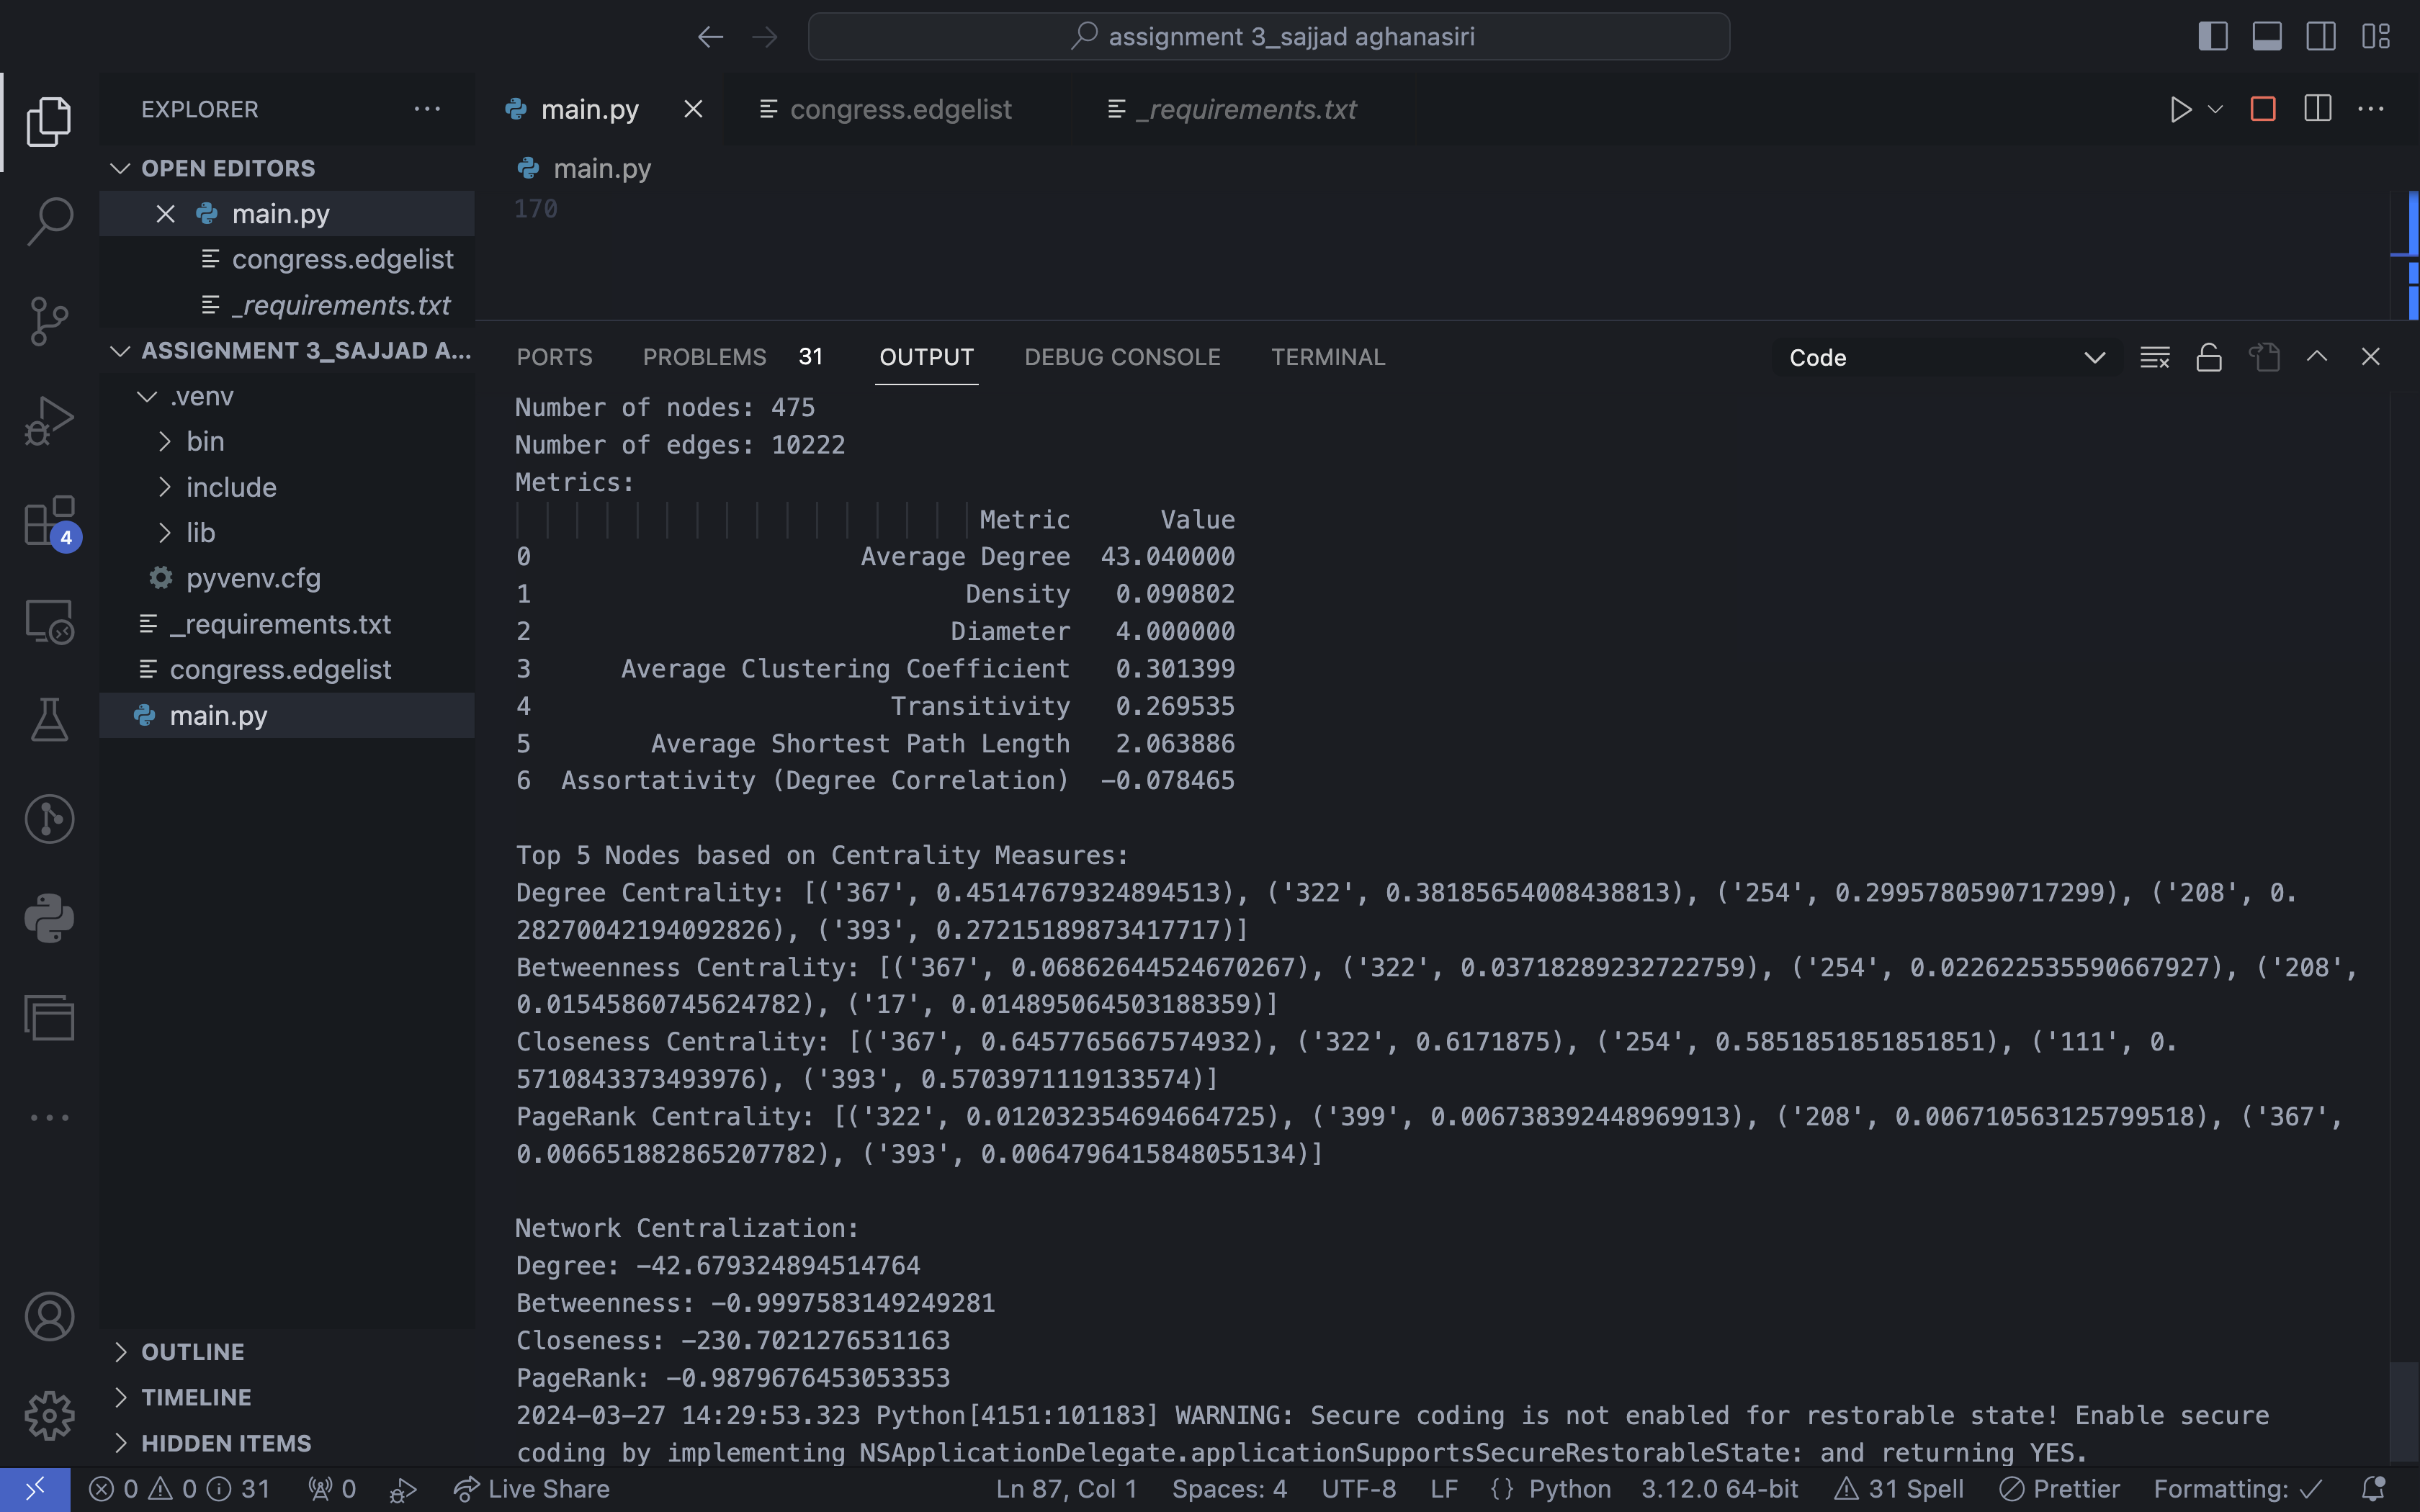 assignment 3_sajjad aghanasiri
EXPLORER
OPEN EDITORS
main.py
congress.edgelist
_requirements.txt
ASSIGNMENT 3_SAJJAD A...
.venv
bin
include
lib
pyvenv.cfg
_requirements.txt
congress.edgelist
main.py
OUTLINE
TIMELINE
HIDDEN ITEMS
4
main.py
congress.edgelist
_requirements.txt
main.py
170
PORTS
PROBLEMS 31
OUTPUT
DEBUG CONSOLE
TERMINAL
Code
Number of nodes: 475
Number of edges: 10222
Metrics:
Metric Value
0 Average Degree 43.040000
1 Density 0.090802
2 Diameter 4.000000
3 Average Clustering Coefficient 0.301399
4 Transitivity 0.269535
5 Average Shortest Path Length 2.063886
6 Assortativity (Degree Correlation) -0.078465
Top 5 Nodes based on Centrality Measures:
Degree Centrality: [('367', 0.45147679324894513), ('322', 0.38185654008438813), ('254', 0.2995780590717299), ('208', 0.
28270042194092826), ('393', 0.27215189873417717)]
Betweenness Centrality: [('367', 0.06862644524670267), ('322', 0.03718289232722759), ('254', 0.022622535590667927), ('208',
0.01545860745624782), ('17', 0.014895064503188359)]
Closeness Centrality: [('367', 0.6457765667574932), ('322', 0.6171875), ('254', 0.5851851851851851), ('111', 0.
5710843373493976), ('393', 0.5703971119133574)]
PageRank Centrality: [('322', 0.012032354694664725), ('399', 0.006738392448969913), ('208', 0.006710563125799518), ('367',
0.006651882865207782), ('393', 0.0064796415848055134)]
Network Centralization:
Degree: -42.679324894514764
Betweenness: -0.9997583149249281
Closeness: -230.7021276531163
PageRank: -0.9879676453053353
2024-03-27 14:29:53.323 Python[4151:101183] WARNING: Secure coding is not enabled for restorable state! Enable secure
coding by implementing NSApplicationDelegate.applicationSupportsSecureRestorableState: and returning YES.
0 0 31 0 Live Share Ln 87, Col 1 Spaces: 4 UTF-8 LF {} Python 3.12.0 64-bit 31 Spell Prettier Formatting: ✓